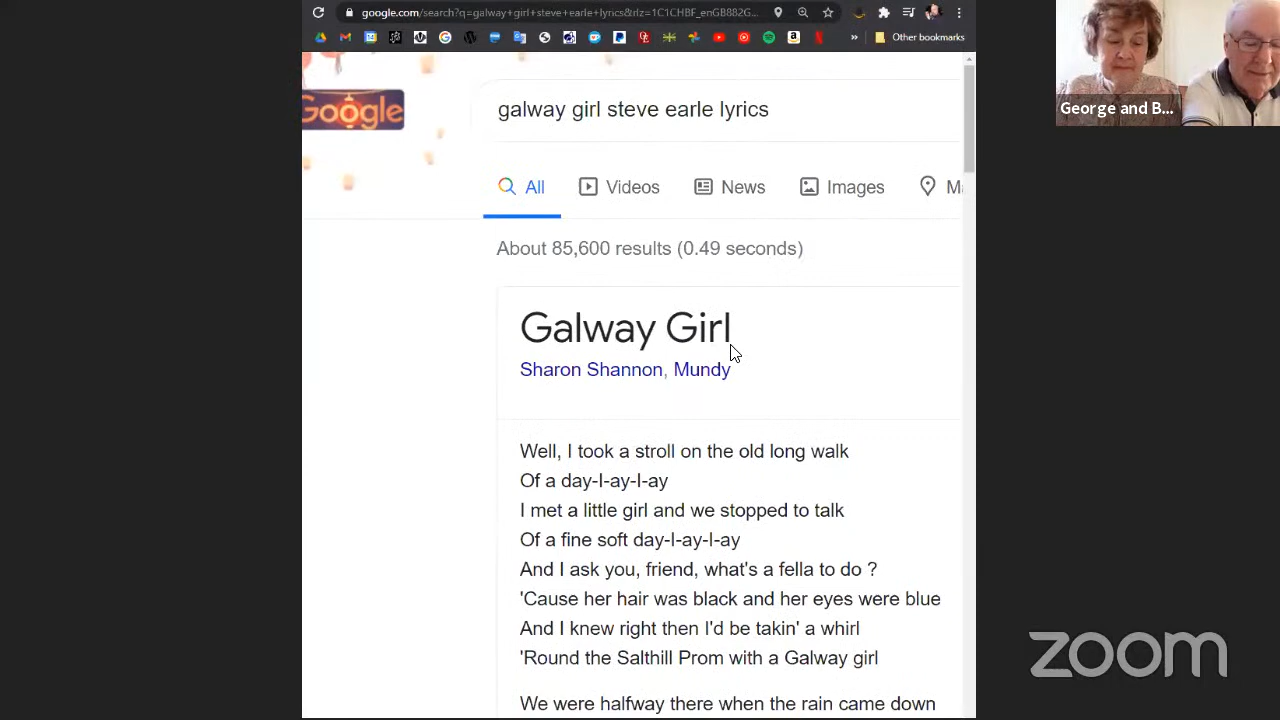 google.com/search?q=galway+girl+steve+earle+lyrics&rlz=1C1CHBF_enGB882G...
Other bookmarks
Google
galway girl steve earle lyrics
All
Videos
News
Images
Ma
About 85,600 results (0.49 seconds)
Galway Girl
Sharon Shannon, Mundy
Well, I took a stroll on the old long walk
Of a day-I-ay-I-ay
I met a little girl and we stopped to talk
Of a fine soft day-I-ay-I-ay
And I ask you, friend, what's a fella to do ?
'Cause her hair was black and her eyes were blue
And I knew right then I'd be takin' a whirl
'Round the Salthill Prom with a Galway girl
We were halfway there when the rain came down
George and B...
zoom